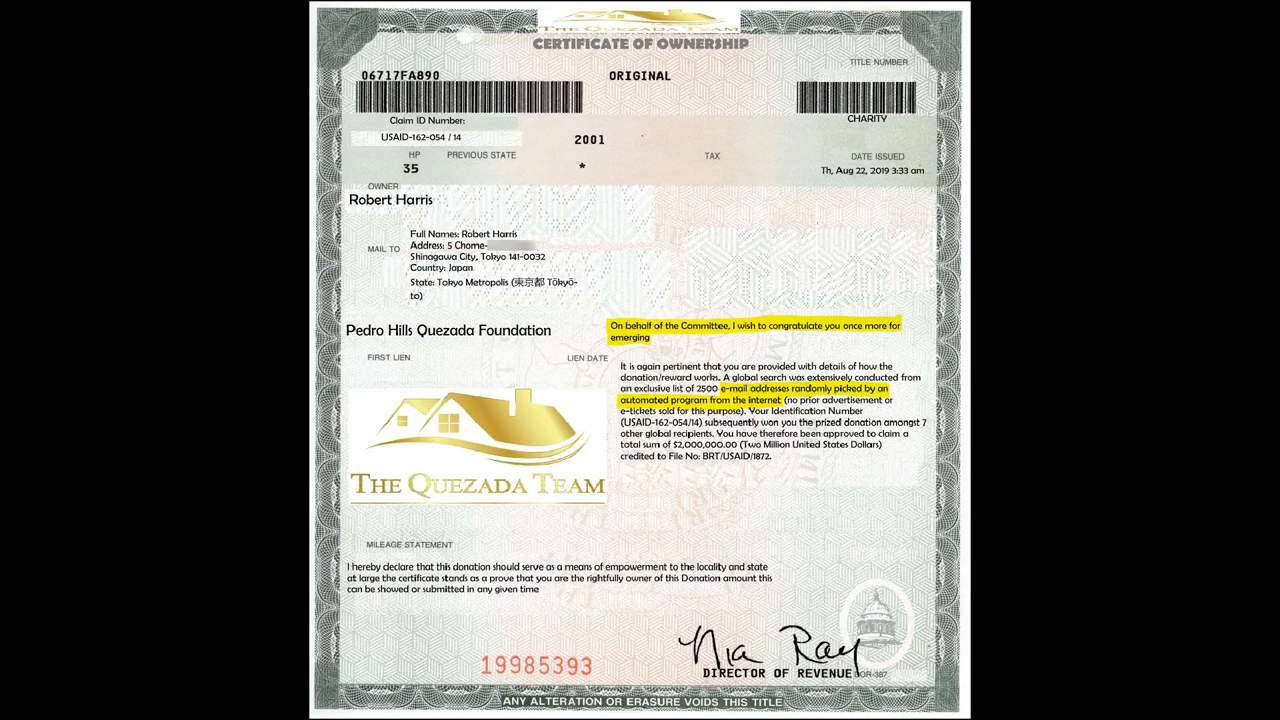 THE QUEZADA TEAM
CERTIFICATE OF OWNERSHIP
TITLE NUMBER
06717FA890
ORIGINAL
Claim ID Number:
CHARITY
USAID-162-054 / 14
2001
HP
PREVIOUS STATE
TAX
DATE ISSUED
35
*
Th, Aug 22, 2019 3:33 am
OWNER
Robert Harris
MAIL TO
Full Names: Robert Harris
Address: 5 Chome-
Shinagawa City, Tokyo 141-0032
Country: Japan
State: Tokyo Metropolis (東京都 Tōkyō-
to)
Pedro Hills Quezada Foundation
On behalf of the Committee, I wish to congratulate you once more for
emerging
FIRST LIEN
LIEN DATE
It is again pertinent that you are provided with details of how the
donation/reward works. A global search was extensively conducted from
an exclusive list of 2500 e-mail addresses randomly picked by an
automated program from the internet (no prior advertisement or
e-tickets sold for this purpose). Your Identification Number
(USAID-162-054/14) subsequently won you the prized donation amongst 7
other global recipients. You have therefore been approved to claim a
total sum of $2,000,000.00 (Two Million United States Dollars)
credited to File No: BRT/USAID/1872.
THE QUEZADA TEAM
MILEAGE STATEMENT
I hereby declare that this donation should serve as a means of empowerment to the locality and state
at large the certificate stands as a prove that you are the rightfully owner of this Donation amount this
can be showed or submitted in any given time
Nia Ray
19985393
DIRECTOR OF REVENUE
DOR-387
ANY ALTERATION OR ERASURE VOIDS THIS TITLE